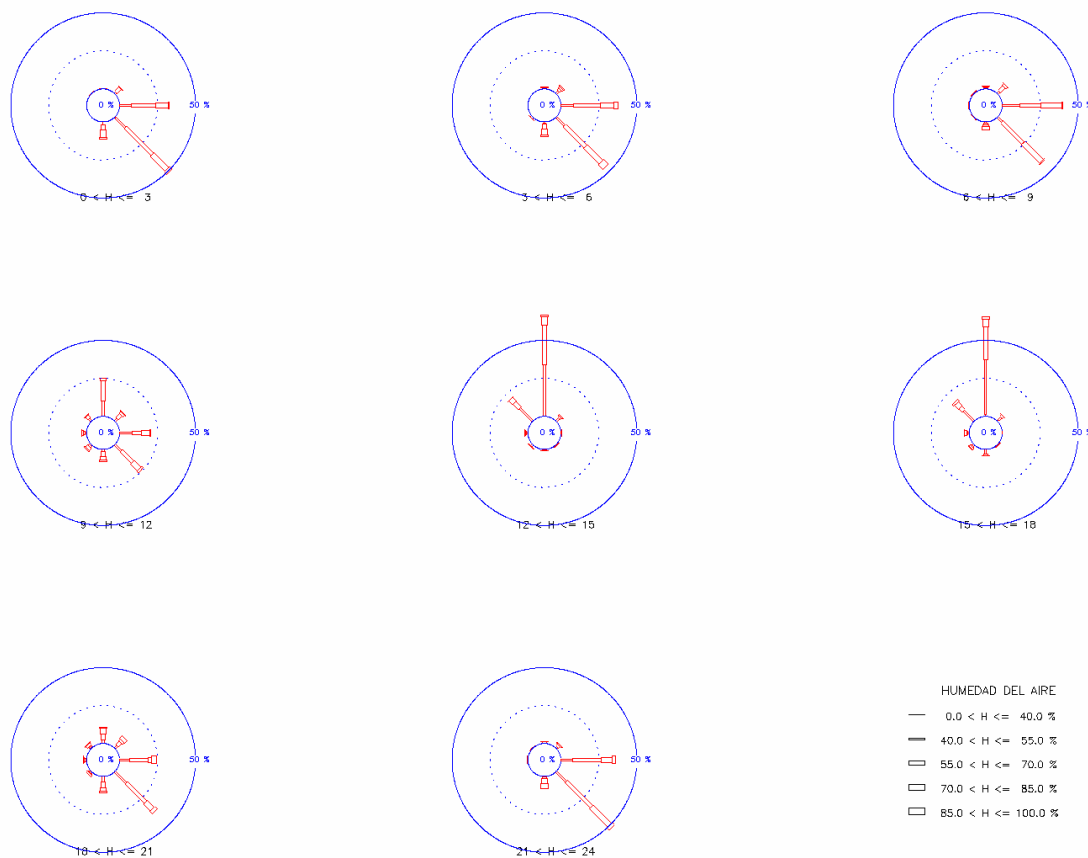 0 %
50 %
0 < H <= 3
0 %
50 %
3 < H <= 6
0 %
50 %
6 < H <= 9
0 %
50 %
9 < H <= 12
0 %
50 %
12 < H <= 15
0 %
50 %
15 < H <= 18
0 %
50 %
18 < H <= 21
0 %
50 %
21 < H <= 24
HUMEDAD DEL AIRE
0.0 < H <= 40.0 %
40.0 < H <= 55.0 %
55.0 < H <= 70.0 %
70.0 < H <= 85.0 %
85.0 < H <= 100.0 %